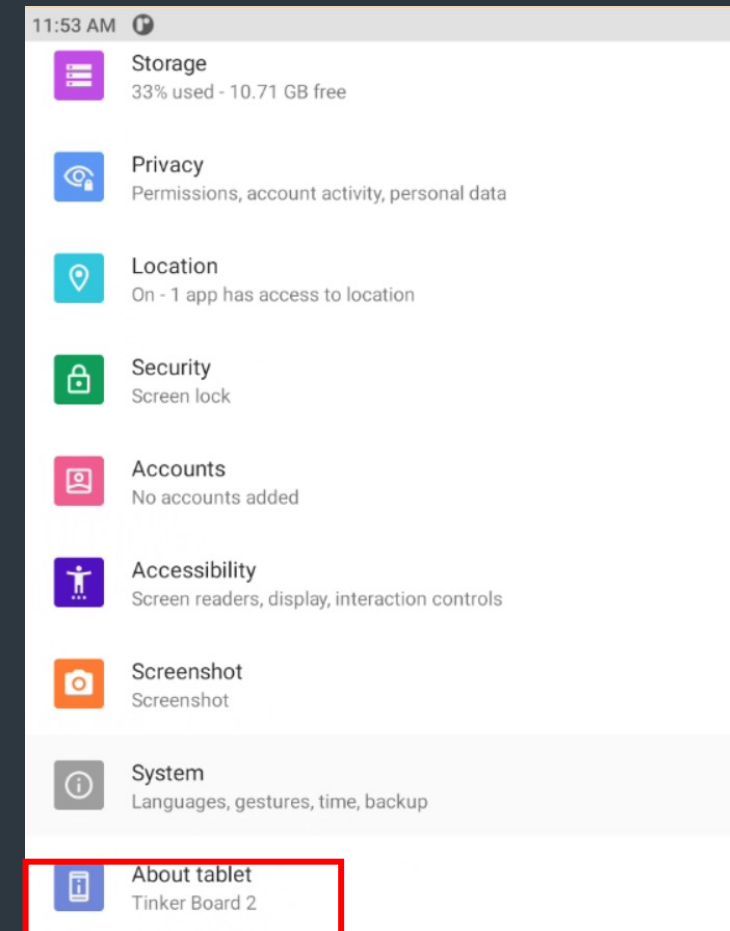 11:53 AM
Storage
33% used - 10.71 GB free
Privacy
Permissions, account activity, personal data
Location
On - 1 app has access to location
Security
Screen lock
Accounts
No accounts added
Accessibility
Screen readers, display, interaction controls
Screenshot
Screenshot
System
Languages, gestures, time, backup
About tablet
Tinker Board 2